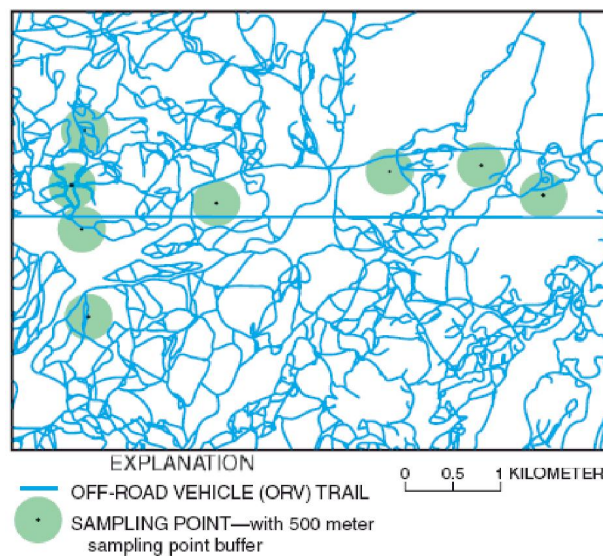 EXPLANATION
OFF-ROAD VEHICLE (ORV) TRAIL
SAMPLING POINT—with 500 meter
sampling point buffer
0 0.5 1 KILOMETER